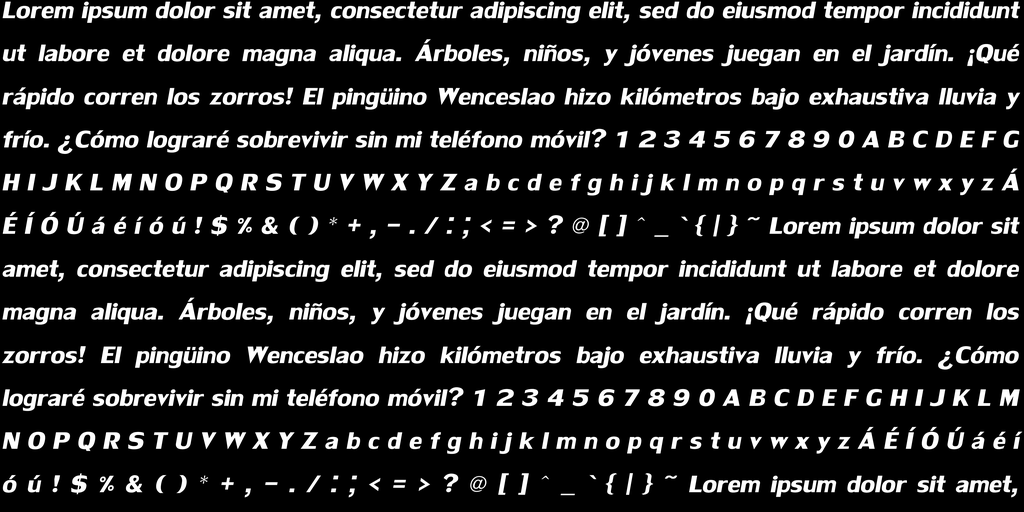 Lorem ipsum dolor sit amet, consectetur adipiscing elit, sed do eiusmod tempor incididunt
ut labore et dolore magna aliqua. Árboles, niños, y jóvenes juegan en el jardín. ¡Qué
rápido corren los zorros! El pingüino Wenceslao hizo kilómetros bajo exhaustiva lluvia y
frío. ¿Cómo lograré sobrevivir sin mi teléfono móvil? 1 2 3 4 5 6 7 8 9 0 A B C D E F G
H I J K L M N O P Q R S T U V W X Y Z a b c d e f g h i j k l m n o p q r s t u v w x y z Á
É Í Ó Ú á é í ó ú ! $ % & ( ) * + , - . / : ; < = > ? @ [ ] ^ _ ` { | } ~ Lorem ipsum dolor sit
amet, consectetur adipiscing elit, sed do eiusmod tempor incididunt ut labore et dolore
magna aliqua. Árboles, niños, y jóvenes juegan en el jardín. ¡Qué rápido corren los
zorros! El pingüino Wenceslao hizo kilómetros bajo exhaustiva lluvia y frío. ¿Cómo
lograré sobrevivir sin mi teléfono móvil? 1 2 3 4 5 6 7 8 9 0 A B C D E F G H I J K L M
N O P Q R S T U V W X Y Z a b c d e f g h i j k l m n o p q r s t u v w x y z Á É Í Ó Ú á é í
ó ú ! $ % & ( ) * + , - . / : ; < = > ? @ [ ] ^ _ ` { | } ~ Lorem ipsum dolor sit amet,